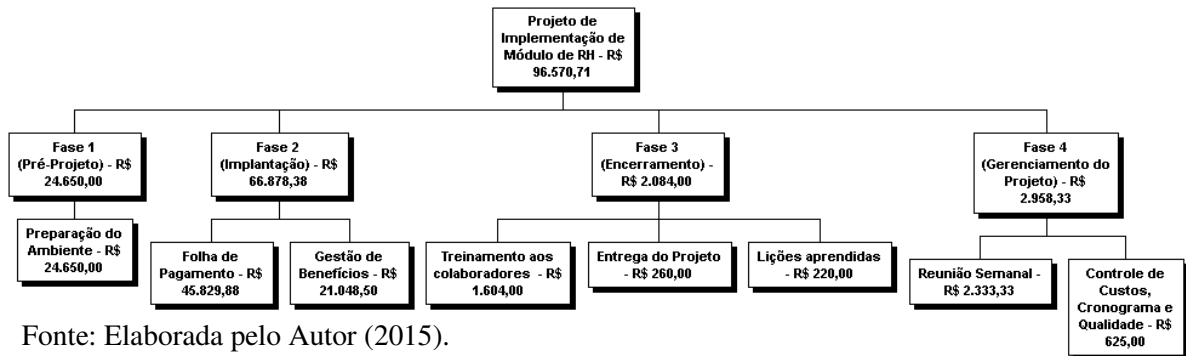 Projeto de
Implementação de
Módulo de RH - R$
96.570,71
Fase 1
(Pré-Projeto) - R$
24.650,00
Fase 2
(Implantação) - R$
66.878,38
Fase 3
(Encerramento) -
R$ 2.084,00
Fase 4
(Gerenciamento do
Projeto) - R$
2.958,33
Preparação do
Ambiente - R$
24.650,00
Folha de
Pagamento - R$
45.829,88
Gestão de
Benefícios - R$
21.048,50
Treinamento aos
colaboradores - R$
1.604,00
Entrega do Projeto
- R$ 260,00
Lições aprendidas
- R$ 220,00
Reunião Semanal -
R$ 2.333,33
Controle de
Custos,
Cronograma e
Qualidade - R$
625,00
Fonte: Elaborada pelo Autor (2015).